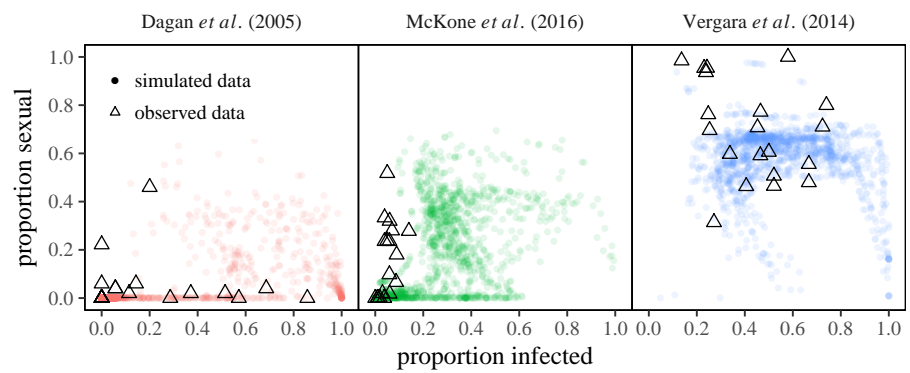 Dagan et al. (2005) McKone et al. (2016) Vergara et al. (2014)
simulated data
observed data
proportion sexual
1.0
0.8
0.6
0.4
0.2
0.0
0.0 0.2 0.4 0.6 0.8 1.0 0.0 0.2 0.4 0.6 0.8 1.0 0.0 0.2 0.4 0.6 0.8 1.0
proportion infected